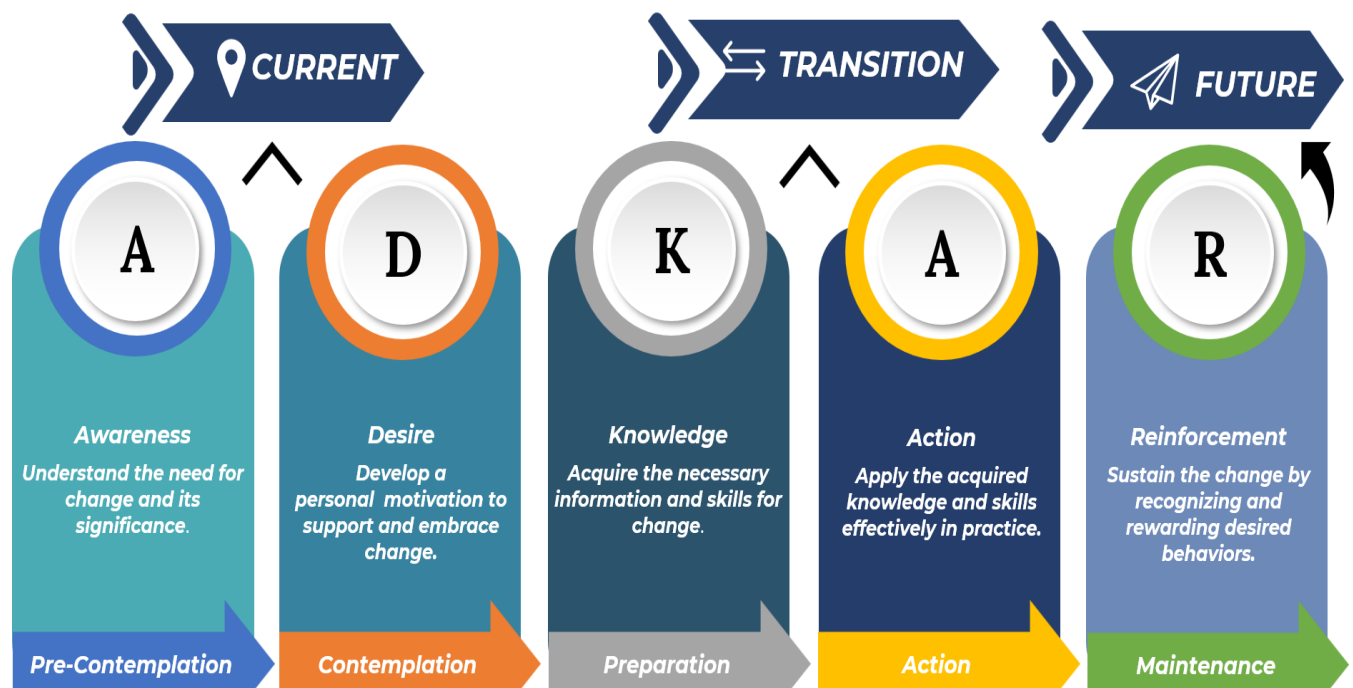 CURRENT
TRANSITION
FUTURE
A
D
K
A
R
Awareness
Understand the need for
change and its
significance.
Desire
Develop a
personal motivation to
support and embrace
change.
Knowledge
Acquire the necessary
information and skills for
change.
Action
Apply the acquired
knowledge and skills
effectively in practice.
Reinforcement
Sustain the change by
recognizing and
rewarding desired
behaviors.
Pre-Contemplation
Contemplation
Preparation
Action
Maintenance